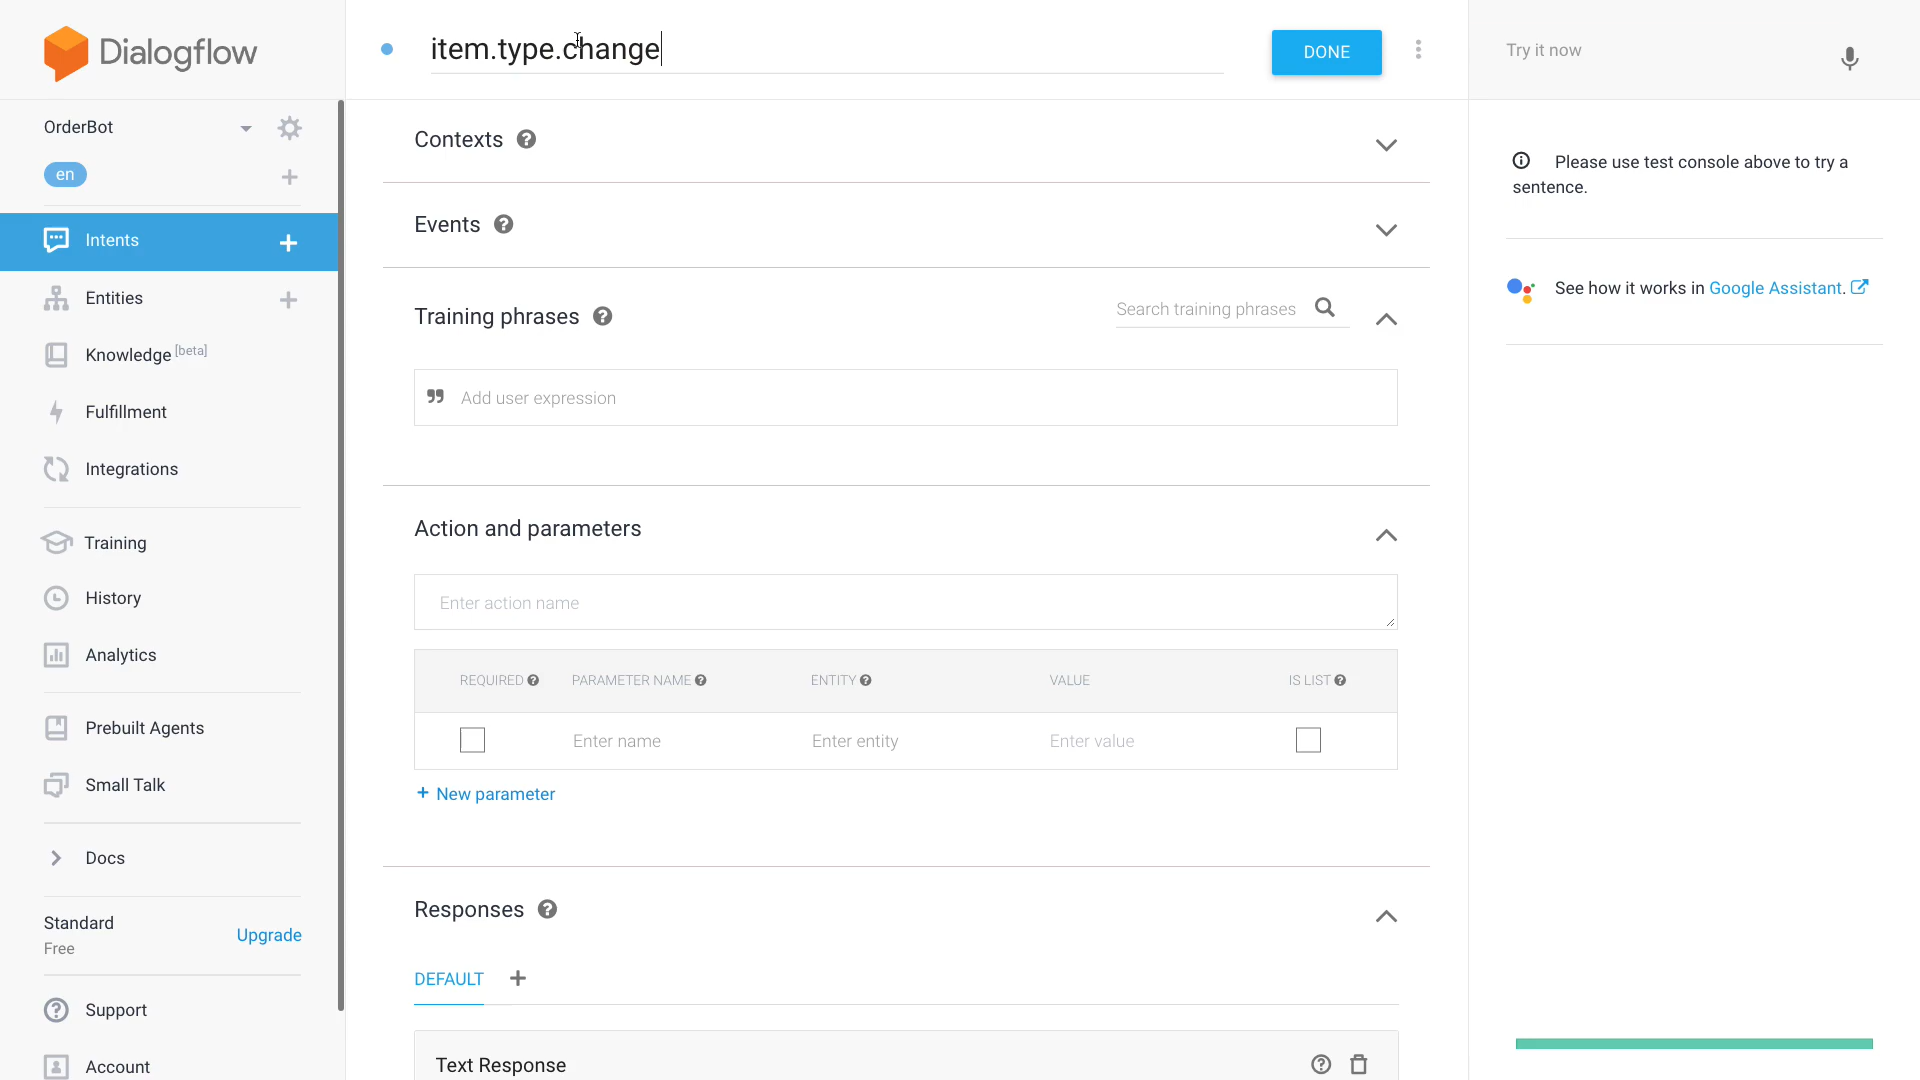 Dialogflow
OrderBot
en
Intents
Entities
Knowledge [beta]
Fulfillment
Integrations
Training
History
Analytics
Prebuilt Agents
Small Talk
Docs
Standard
Free
Upgrade
Support
Account
item.type.change
DONE
Contexts
Events
Training phrases
Search training phrases
Add user expression
Action and parameters
Enter action name
REQUIRED PARAMETER NAME ENTITY VALUE IS LIST
Enter name Enter entity Enter value
+ New parameter
Responses
DEFAULT
Text Response
Try it now
Please use test console above to try a
sentence.
See how it works in Google Assistant.